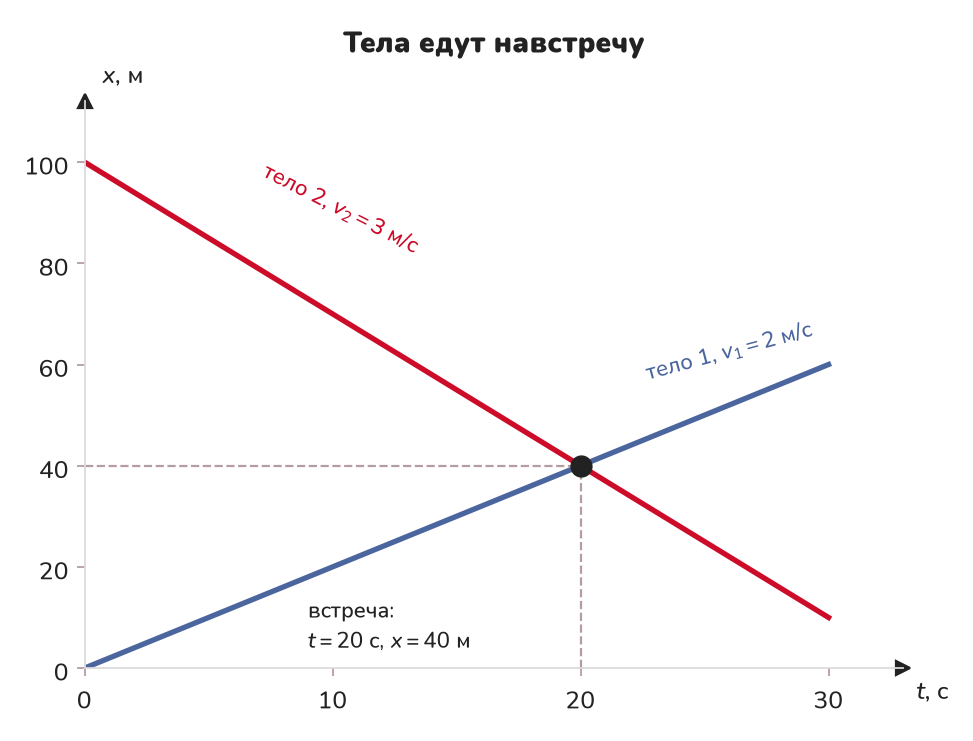 Тела едут навстречу
x, м
100
80
60
40
20
0
тело 2, v₂ = 3 м/с
тело 1, v₁ = 2 м/с
встреча:
t = 20 с, x = 40 м
0 10 20 30
t, с